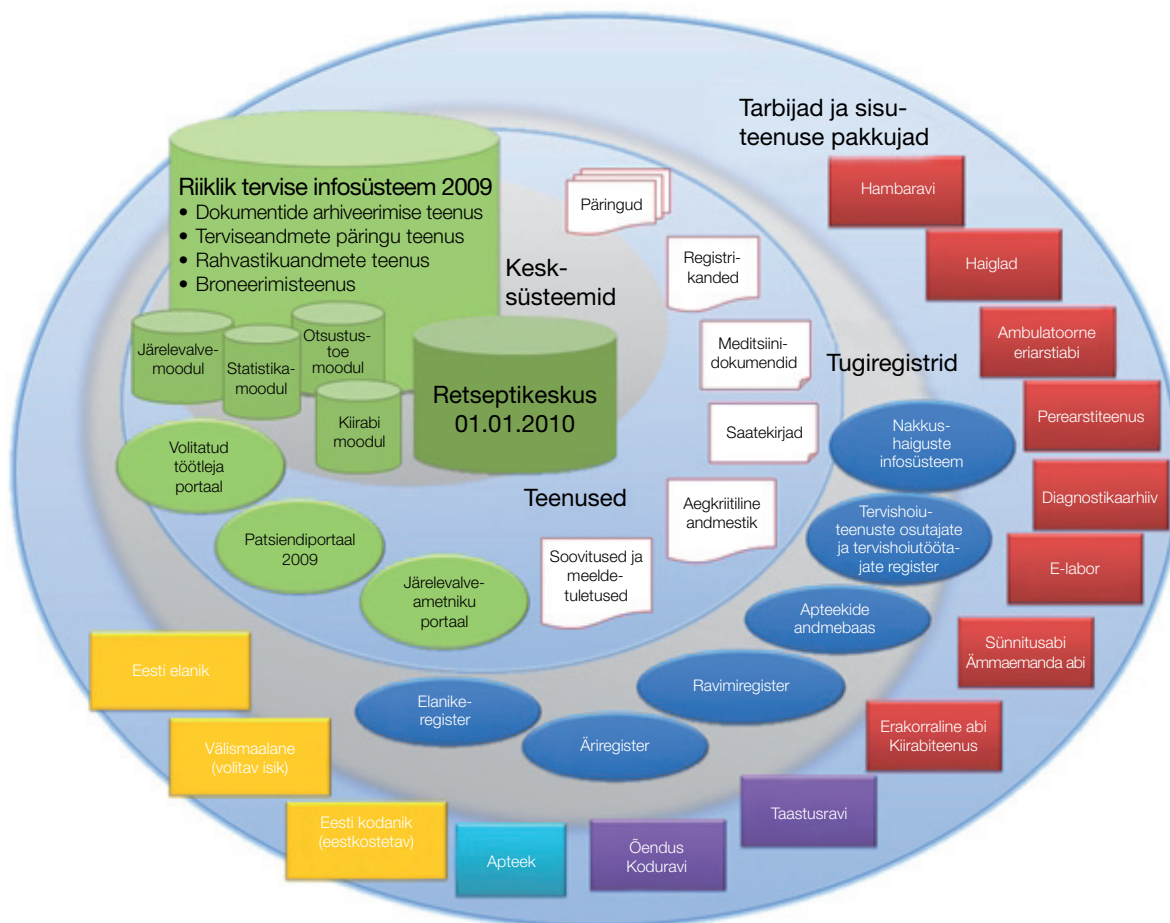 Tarbijad ja sisu-
teenuse pakkujad
Riiklik tervise infosüsteem 2009
• Dokumentide arhiveerimise teenus
• Terviseandmete päringu teenus
• Rahvastikuandmete teenus
• Broneerimisteenus
Järelevalve-
moodul
Statistika-
moodul
Otsustus-
toe
moodul
Kiirabi
moodul
Kesk-
süsteemid
Retseptikeskus
01.01.2010
Volitatud
töötleja
portaal
Patsiendiportaal
2009
Järelevalve-
ametniku
portaal
Teenused
Päringud
Registri-
kanded
Meditsiini-
dokumendid
Saatekirjad
Aegkriitiline
andmestik
Soovitused ja
meelde-
tuletused
Tugiregistrid
Nakkus-
haiguste
infosüsteem
Tervishoiu-
teenuste osutajate
ja tervishoiutööta-
jate register
Apteekide
andmebaas
Ravimiregister
Äriregister
Elanike-
register
Hambaravi
Haiglad
Ambulatoorne
eriarstiabi
Perearstiteenus
Diagnostikaarhiiv
E-labor
Sünnitusabi
Ämmaemanda abi
Erakorraline abi
Kiirabiteenus
Taastusravi
Õendus
Koduravi
Apteek
Eesti kodanik
(eestkostetav)
Välismaalane
(volitav isik)
Eesti elanik